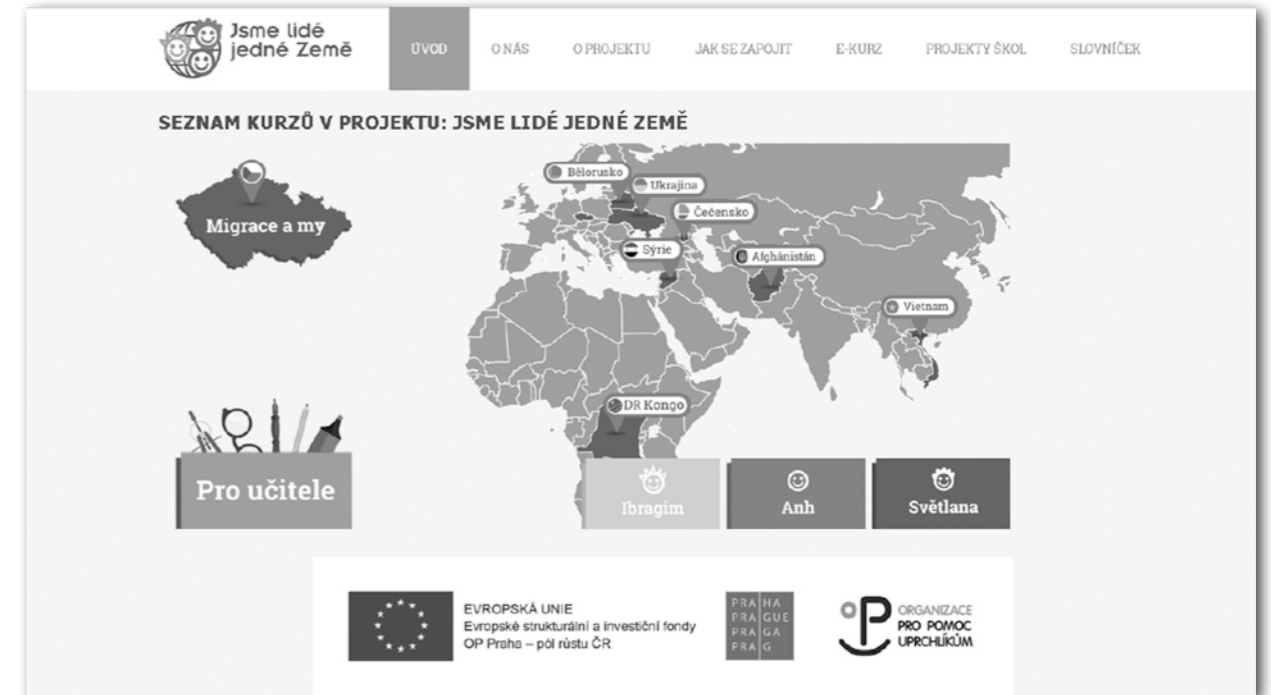 Jsme lidé
jedné Země
ÚVOD
O NÁS
O PROJEKTU
JAK SE ZAPOJIT
E-KURZ
PROJEKTY ŠKOL
SLOVNÍČEK
SEZNAM KURZŮ V PROJEKTU: JSME LIDÉ JEDNÉ ZEMĚ
Migrace a my
Bělorusko
Ukrajina
Čečensko
Sýrie
Afghánistán
Vietnam
DR Kongo
Pro učitele
Ibragim
Anh
Světlana
EVROPSKÁ UNIE
Evropské strukturální a investiční fondy
OP Praha – pól růstu ČR
PRA HA
PRA GUE
PRA GA
PRA G
ORGANIZACE
PRO POMOC
UPRCHLÍKŮM